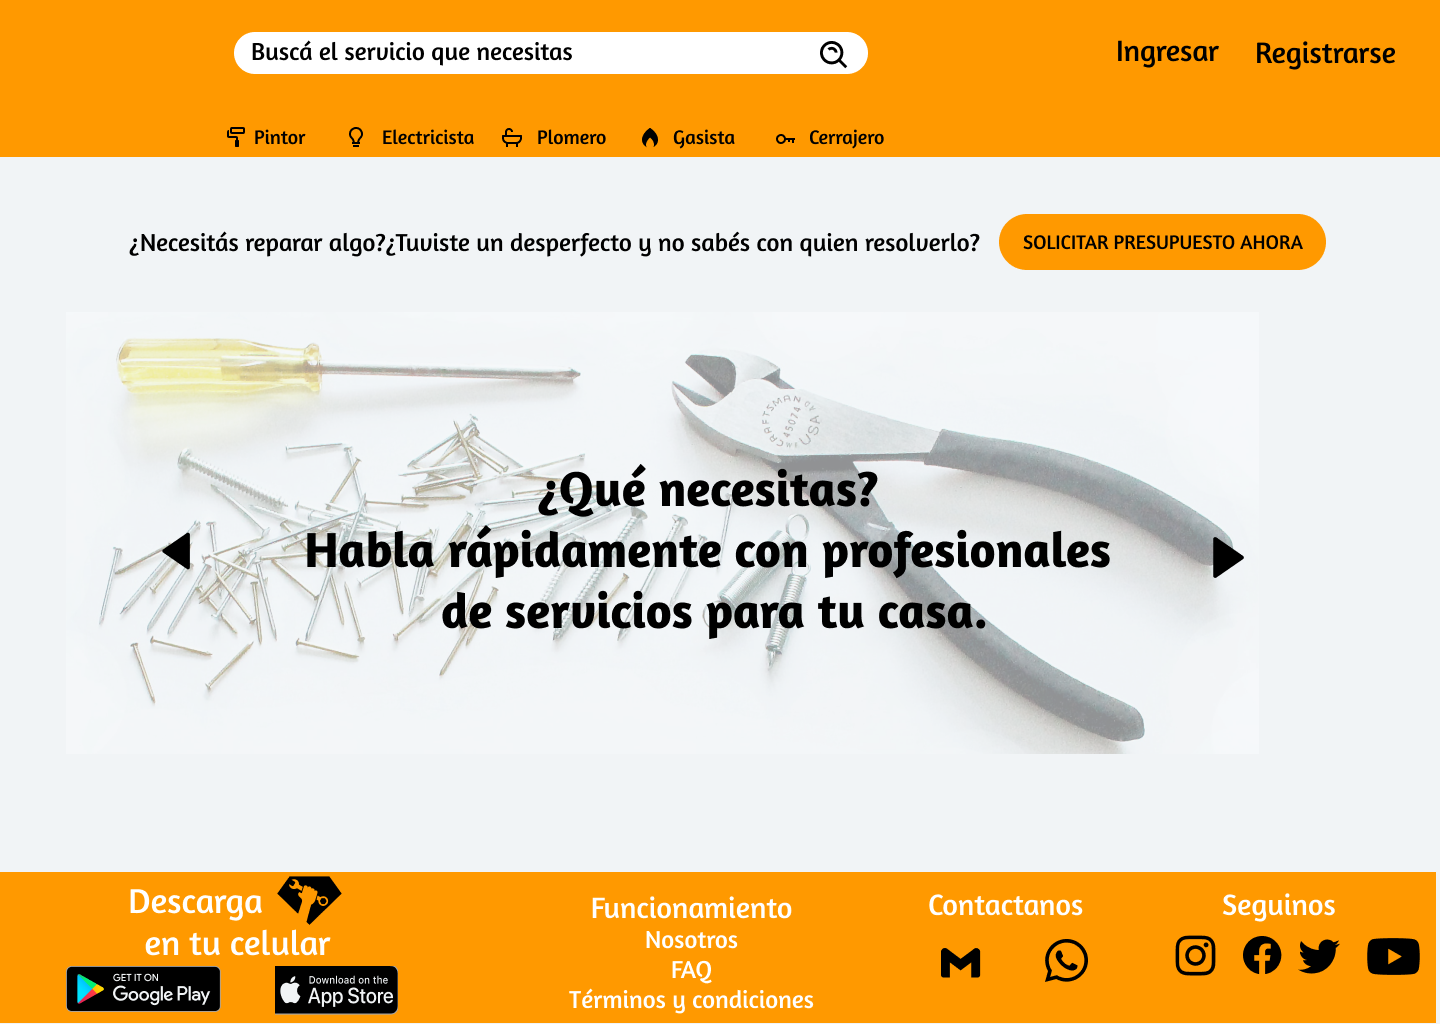 Buscá el servicio que necesitas
Ingresar
Registrarse
Pintor
Electricista
Plomero
Gasista
Cerrajero
¿Necesitás reparar algo?¿Tuviste un desperfecto y no sabés con quien resolverlo?
SOLICITAR PRESUPUESTO AHORA
CRAFTSMAN
45074
USA
¿Qué necesitas?
Habla rápidamente con profesionales
de servicios para tu casa.
Descarga
en tu celular
GET IT ON
Google Play
Download on the
App Store
Funcionamiento
Nosotros
FAQ
Términos y condiciones
Contactanos
Seguinos